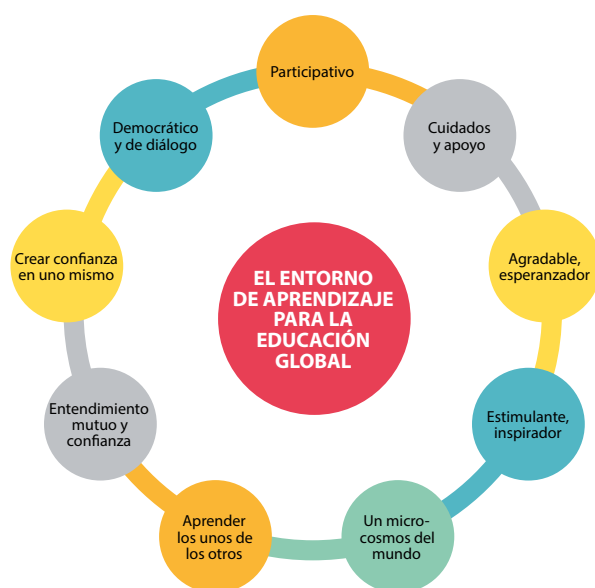 Participativo
Cuidados
y apoyo
Agradable,
esperanzador
Estimulante,
inspirador
Un micro-
cosmos del
mundo
Aprender
los unos de
los otros
Entendimiento
mutuo y
confianza
Crear confianza
en uno mismo
Democrático
y de diálogo
EL ENTORNO
DE APRENDIZAJE
PARA LA
EDUCACIÓN
GLOBAL